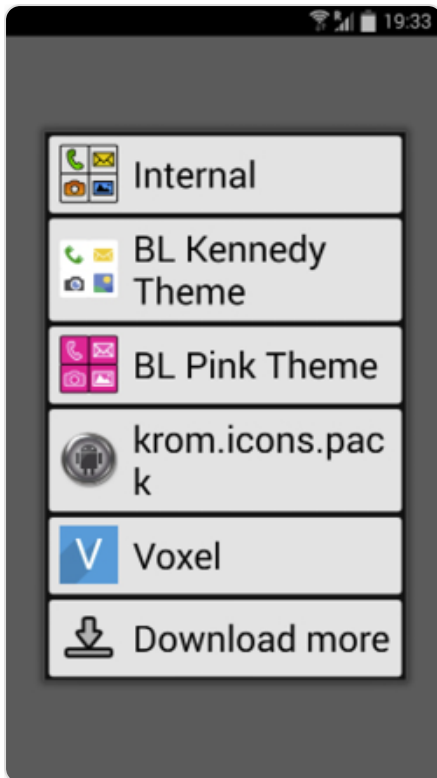 19:33
Internal
BL Kennedy
Theme
BL Pink Theme
krom.icons.pac
k
V
Voxel
Download more